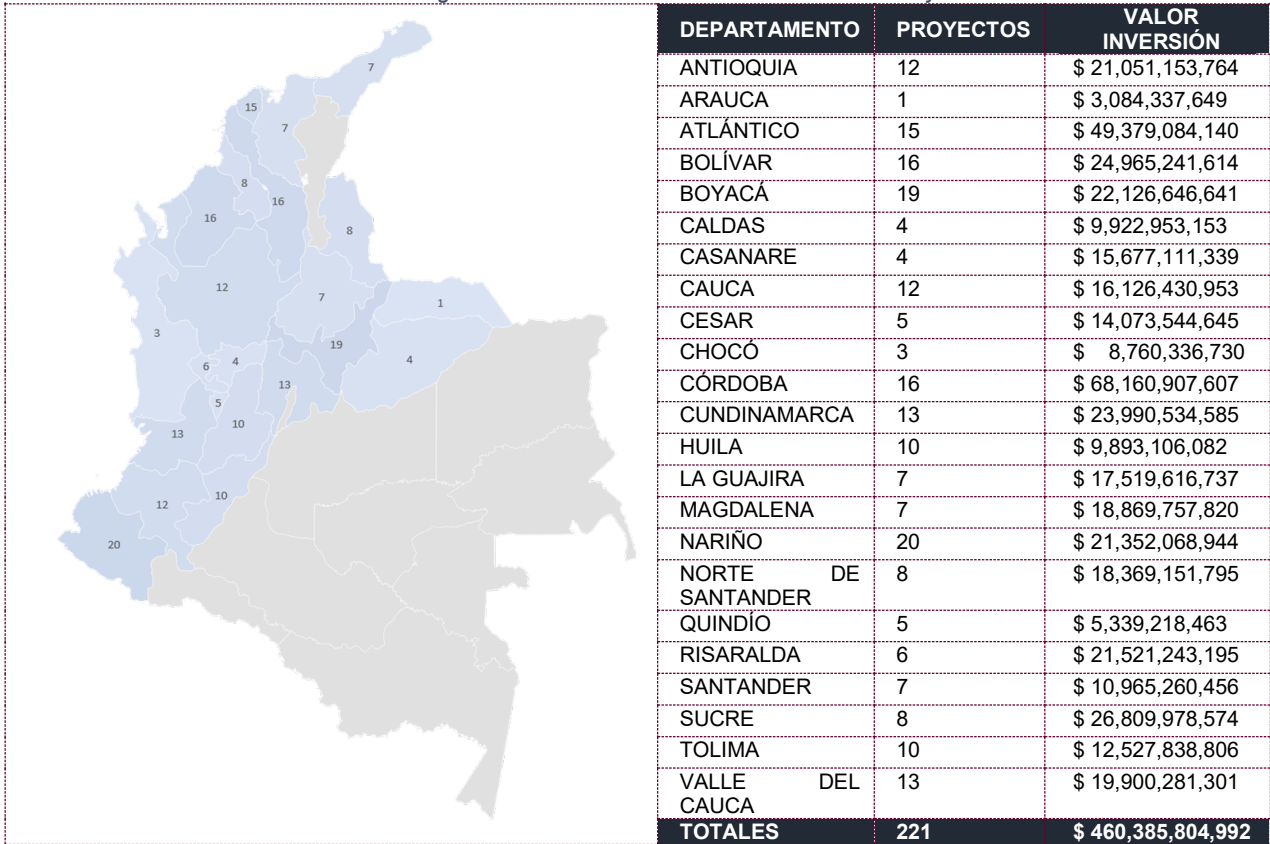 7
15
7
8
16
16
8
12
7
1
3
19
6
4
4
13
5
10
13
10
12
20
DEPARTAMENTO PROYECTOS VALOR
INVERSIÓN
ANTIOQUIA 12 $ 21,051,153,764
ARAUCA 1 $ 3,084,337,649
ATLÁNTICO 15 $ 49,379,084,140
BOLÍVAR 16 $ 24,965,241,614
BOYACÁ 19 $ 22,126,646,641
CALDAS 4 $ 9,922,953,153
CASANARE 4 $ 15,677,111,339
CAUCA 12 $ 16,126,430,953
CESAR 5 $ 14,073,544,645
CHOCÓ 3 $ 8,760,336,730
CÓRDOBA 16 $ 68,160,907,607
CUNDINAMARCA 13 $ 23,990,534,585
HUILA 10 $ 9,893,106,082
LA GUAJIRA 7 $ 17,519,616,737
MAGDALENA 7 $ 18,869,757,820
NARIÑO 20 $ 21,352,068,944
NORTE DE 8 $ 18,369,151,795
SANTANDER
QUINDÍO 5 $ 5,339,218,463
RISARALDA 6 $ 21,521,243,195
SANTANDER 7 $ 10,965,260,456
SUCRE 8 $ 26,809,978,574
TOLIMA 10 $ 12,527,838,806
VALLE DEL 13 $ 19,900,281,301
CAUCA
TOTALES 221 $ 460,385,804,992